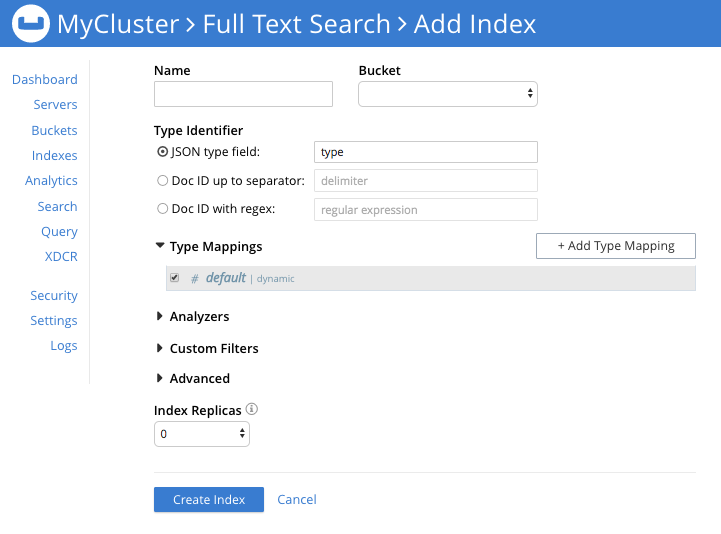 MyCluster > Full Text Search > Add Index
Dashboard
Servers
Buckets
Indexes
Analytics
Search
Query
XDCR
Security
Settings
Logs
Name Bucket
Type Identifier
JSON type field: type
Doc ID up to separator: delimiter
Doc ID with regex: regular expression
Type Mappings + Add Type Mapping
# default | dynamic
Analyzers
Custom Filters
Advanced
Index Replicas
0
Create Index Cancel